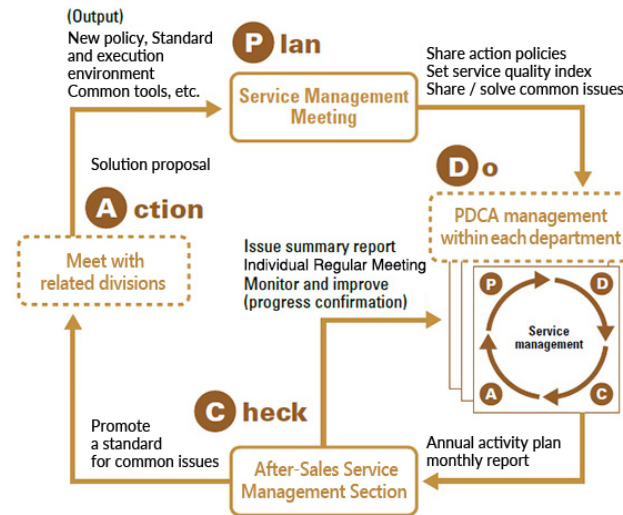 (Output)
New policy, Standard
and execution
environment
Common tools, etc.
Plan
Service Management
Meeting
Share action policies
Set service quality index
Share / solve common issues
Solution proposal
Do
PDCA management
within each department
Action
Meet with
related divisions
Issue summary report
Individual Regular Meeting
Monitor and improve
(progress confirmation)
P
D
Service
management
A
C
Check
Promote
a standard
for common issues
After-Sales Service
Management Section
Annual activity plan
monthly report